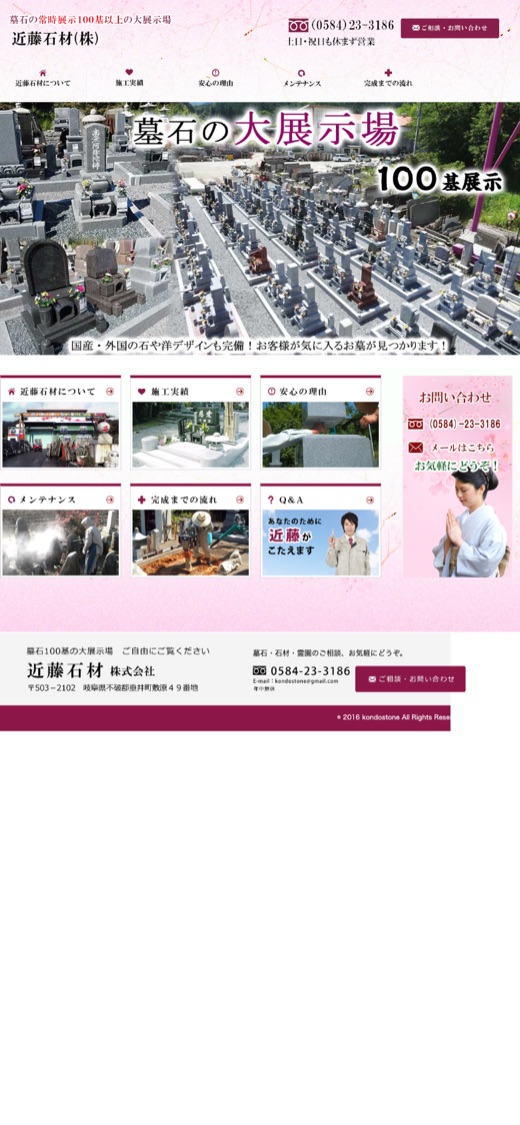 墓石の常時展示100基以上の大展示場
近藤石材(株)
(0584)23-3186
土日・祝日も休まず営業
ご相談・お問い合わせ
近藤石材について
施工実績
安心の理由
メンテナンス
完成までの流れ
墓石の大展示場
100基展示
国産・外国の石や洋デザインも完備！お客様が気に入るお墓が見つかります！
近藤石材について
施工実績
安心の理由
お問い合わせ
(0584)-23-3186
メールはこちら
お気軽にどうぞ！
メンテナンス
完成までの流れ
Q&A
あなたのために
近藤が
こたえます
墓石100基の大展示場　ご自由にご覧ください
近藤石材 株式会社
〒503－2102　岐阜県不破郡垂井町敷原４９番地
墓石・石材・霊園のご相談、お気軽にどうぞ。
0584-23-3186
E-mail：kondostone@gmail.com
年中無休
ご相談・お問い合わせ
© 2016 kondostone All Rights Rese